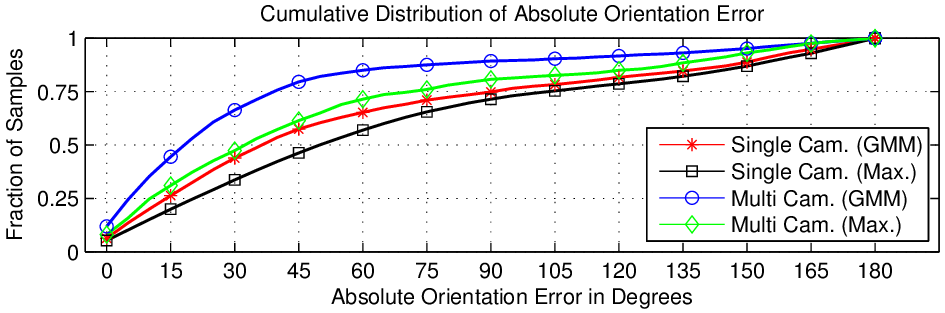 Cumulative Distribution of Absolute Orientation Error
Fraction of Samples
1
0.75
0.5
0.25
0
Single Cam. (GMM)
Single Cam. (Max.)
Multi Cam. (GMM)
Multi Cam. (Max.)
0 15 30 45 60 75 90 105 120 135 150 165 180
Absolute Orientation Error in Degrees